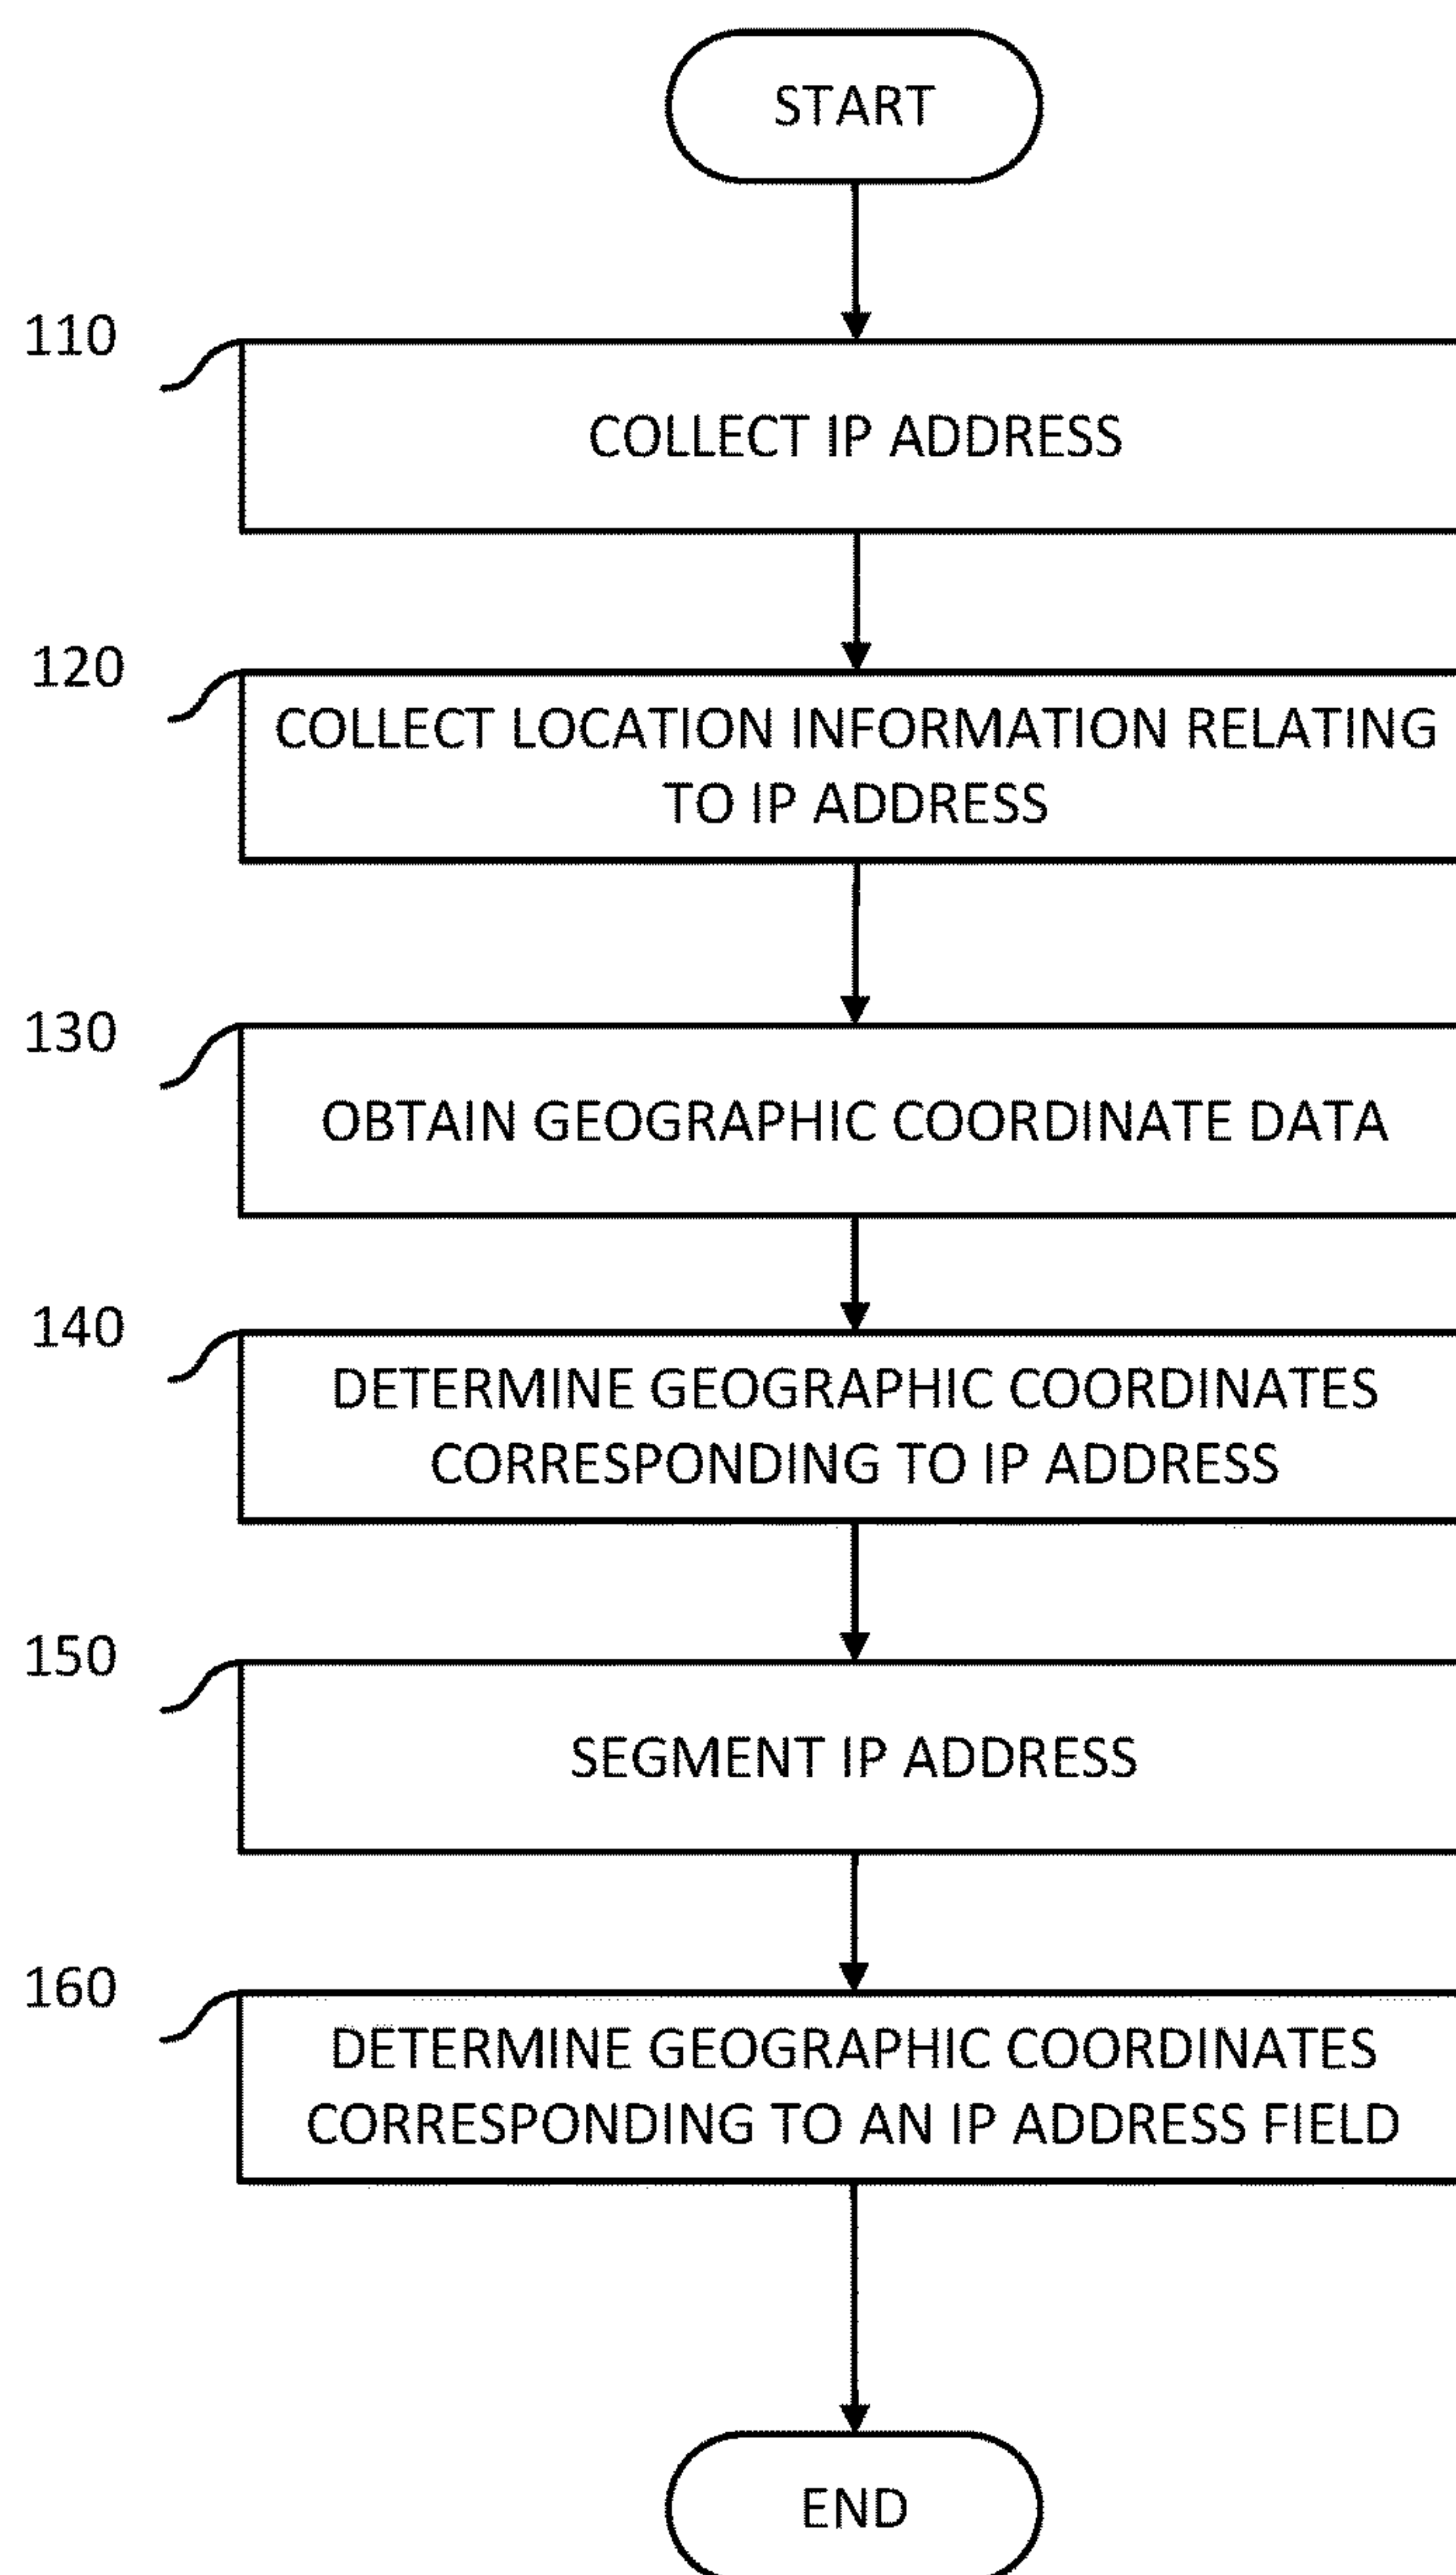 START
110
COLLECT IP ADDRESS
120
COLLECT LOCATION INFORMATION RELATING
TO IP ADDRESS
130
OBTAIN GEOGRAPHIC COORDINATE DATA
140
DETERMINE GEOGRAPHIC COORDINATES
CORRESPONDING TO IP ADDRESS
150
SEGMENT IP ADDRESS
160
DETERMINE GEOGRAPHIC COORDINATES
CORRESPONDING TO AN IP ADDRESS FIELD
END